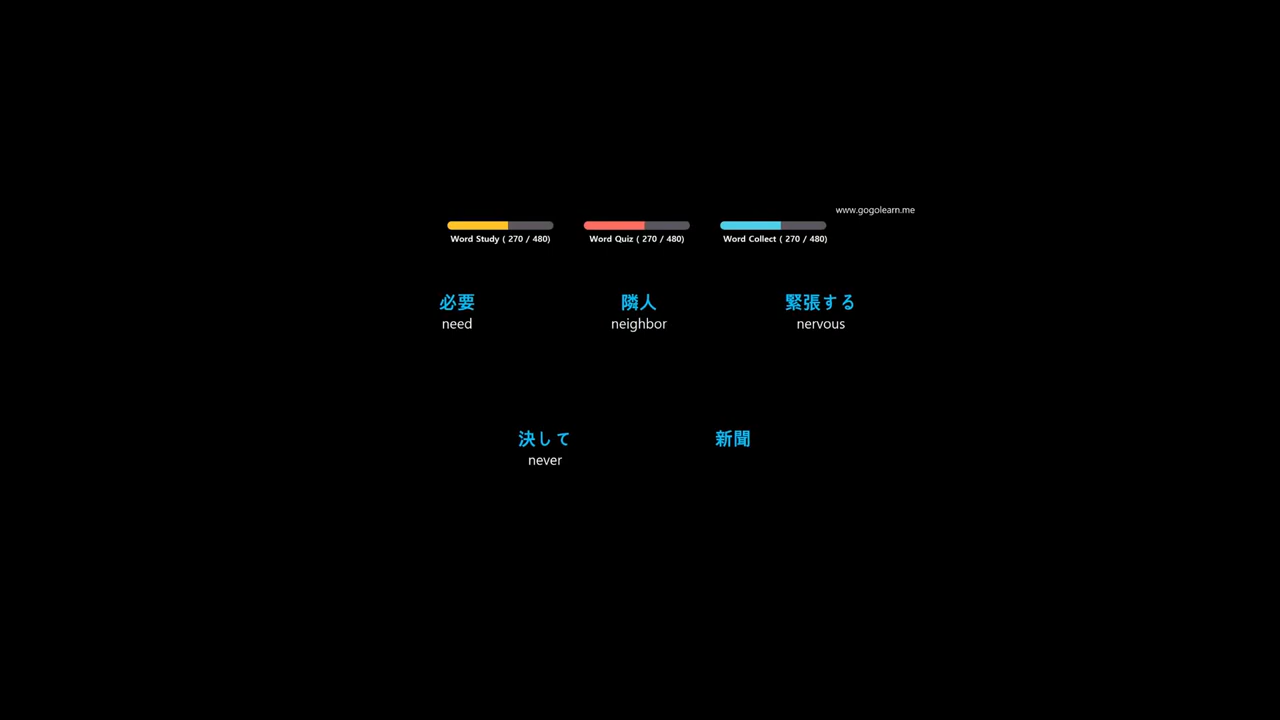 www.gogolearn.me
Word Study ( 270 / 480)
Word Quiz ( 270 / 480)
Word Collect ( 270 / 480)
必要
need
隣人
neighbor
緊張する
nervous
決して
never
新聞